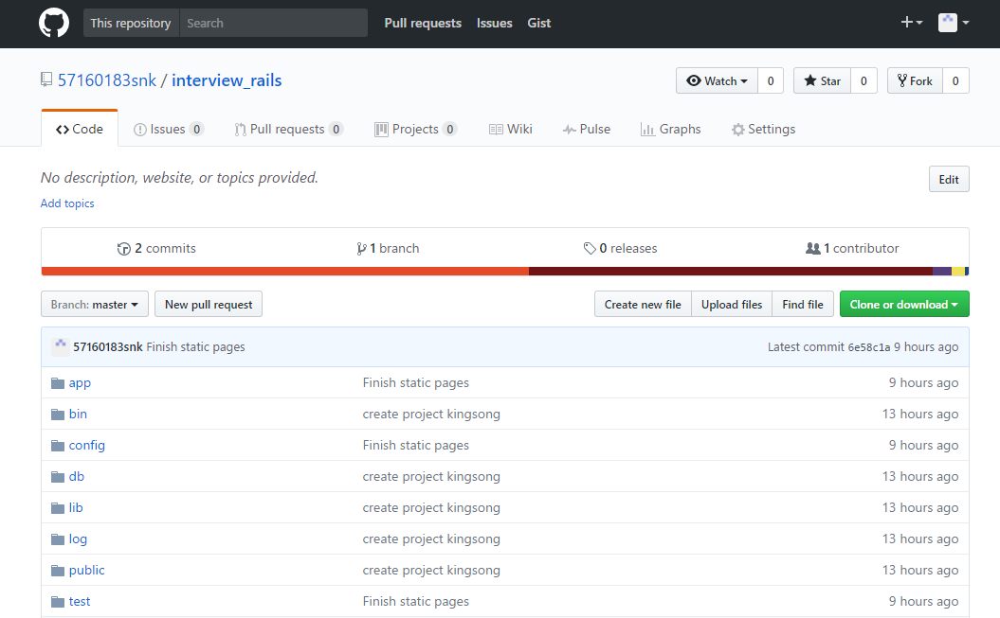 This repository Search Pull requests Issues Gist
57160183snk / interview_rails Watch 0 Star 0 Fork 0
Code Issues 0 Pull requests 0 Projects 0 Wiki Pulse Graphs Settings
No description, website, or topics provided. Edit
Add topics
2 commits 1 branch 0 releases 1 contributor
Branch: master New pull request Create new file Upload files Find file Clone or download
57160183snk Finish static pages Latest commit 6e58c1a 9 hours ago
app Finish static pages 9 hours ago
bin create project kingsong 13 hours ago
config Finish static pages 9 hours ago
db create project kingsong 13 hours ago
lib create project kingsong 13 hours ago
log create project kingsong 13 hours ago
public create project kingsong 13 hours ago
test Finish static pages 9 hours ago